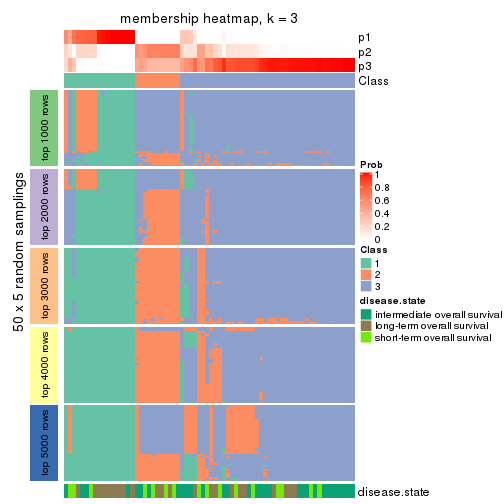 membership heatmap, k = 3
p1
p2
p3
Class
50 x 5 random samplings
top 1000 rows
top 2000 rows
top 3000 rows
top 4000 rows
top 5000 rows
Prob
1
0.8
0.6
0.4
0.2
0
Class
1
2
3
disease.state
intermediate overall survival
long-term overall survival
short-term overall survival
disease.state